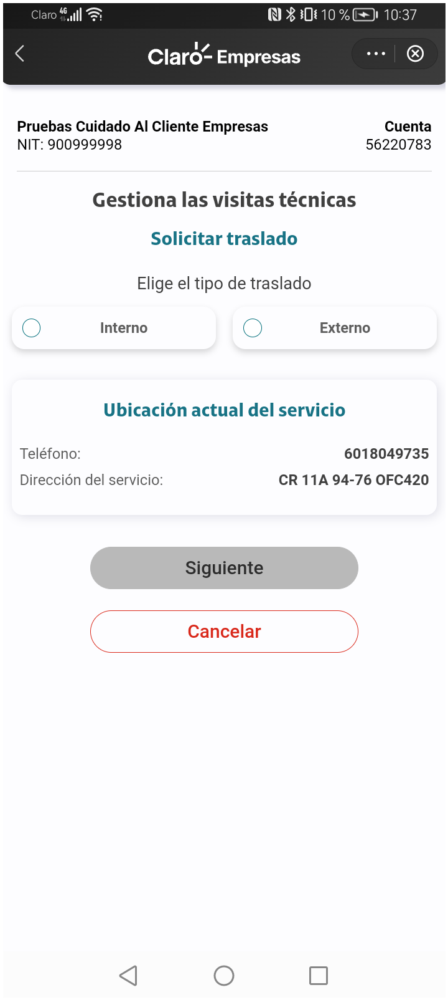 Claro 4G 10 % 10:37
Claro- Empresas
Pruebas Cuidado Al Cliente Empresas Cuenta
NIT: 900999998 56220783
Gestiona las visitas técnicas
Solicitar traslado
Elige el tipo de traslado
Interno Externo
Ubicación actual del servicio
Teléfono: 6018049735
Dirección del servicio: CR 11A 94-76 OFC420
Siguiente
Cancelar